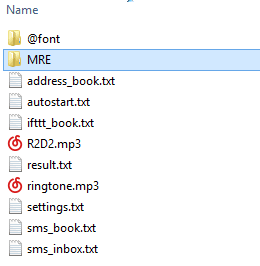 Name
@font
MRE
address_book.txt
autostart.txt
ifttt_book.txt
R2D2.mp3
result.txt
ringtone.mp3
settings.txt
sms_book.txt
sms_inbox.txt